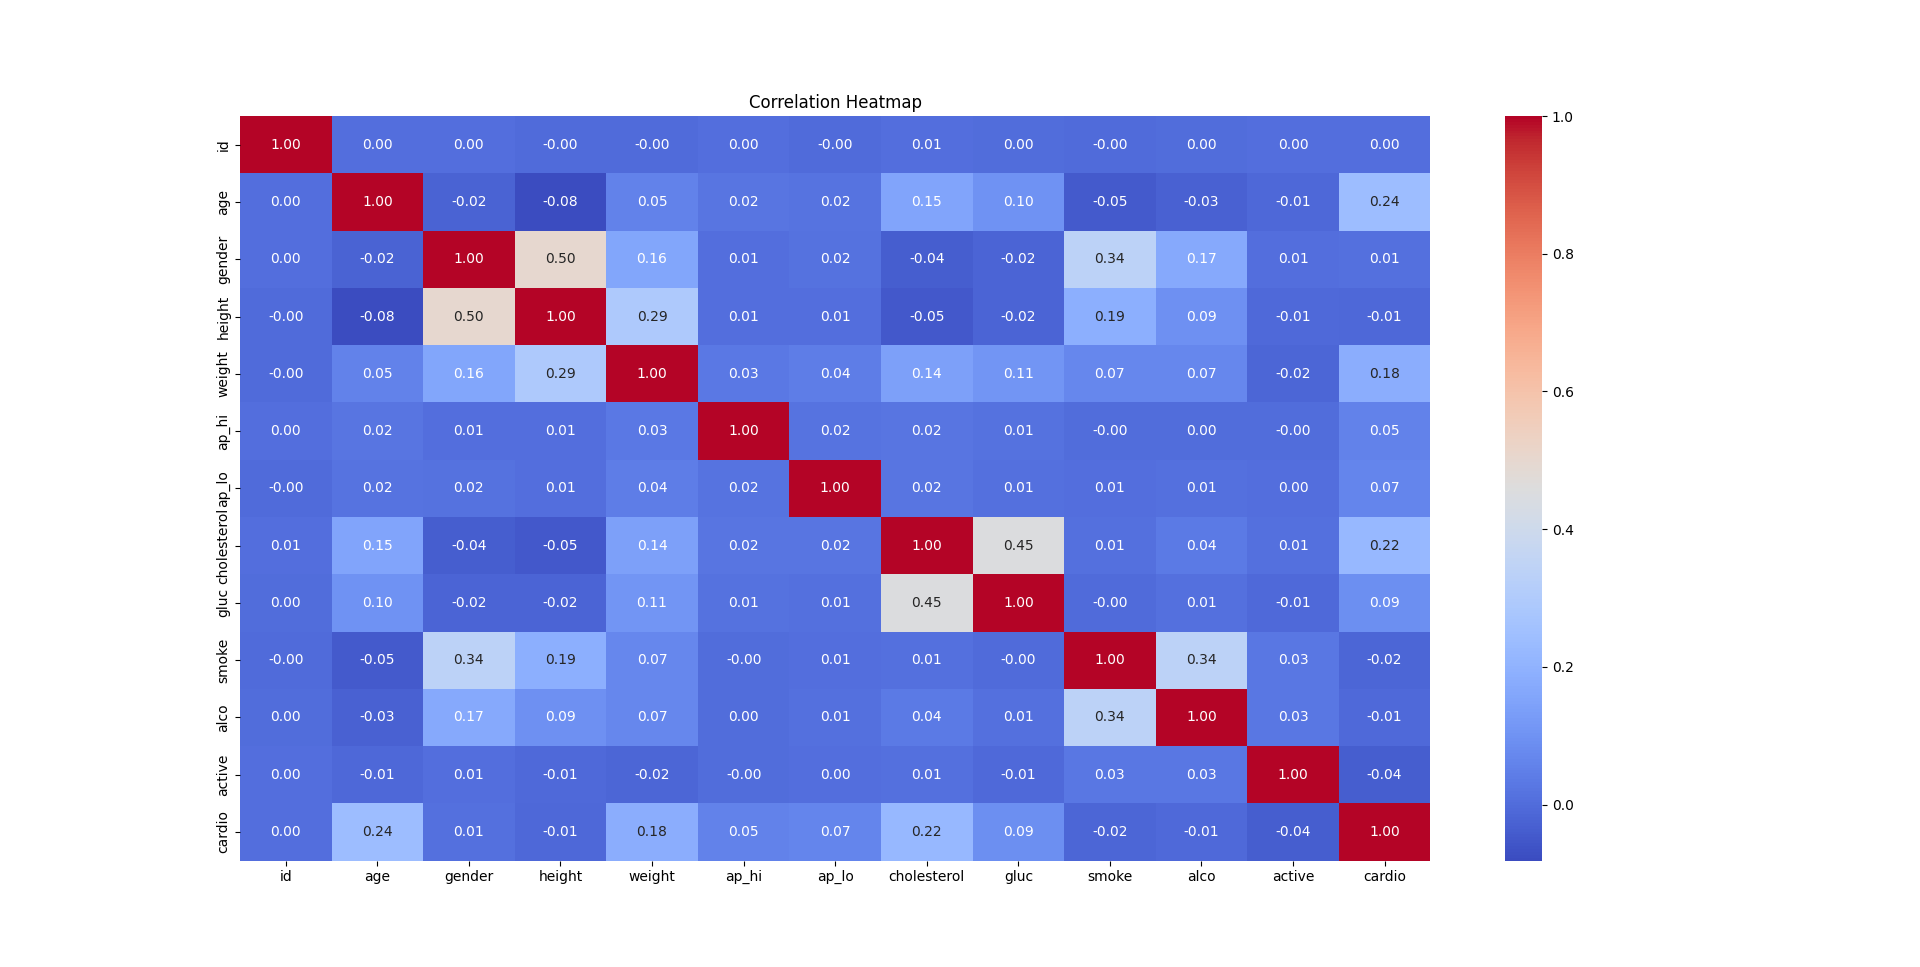 Correlation Heatmap
id 1.00 0.00 0.00 -0.00 -0.00 0.00 -0.00 0.01 0.00 -0.00 0.00 0.00 0.00
age 0.00 1.00 -0.02 -0.08 0.05 0.02 0.02 0.15 0.10 -0.05 -0.03 -0.01 0.24
gender 0.00 -0.02 1.00 0.50 0.16 0.01 0.02 -0.04 -0.02 0.34 0.17 0.01 0.01
height -0.00 -0.08 0.50 1.00 0.29 0.01 0.01 -0.05 -0.02 0.19 0.09 -0.01 -0.01
weight -0.00 0.05 0.16 0.29 1.00 0.03 0.04 0.14 0.11 0.07 0.07 -0.02 0.18
ap_hi 0.00 0.02 0.01 0.01 0.03 1.00 0.02 0.02 0.01 -0.00 0.00 -0.00 0.05
ap_lo -0.00 0.02 0.02 0.01 0.04 0.02 1.00 0.02 0.01 0.01 0.01 0.00 0.07
cholesterol 0.01 0.15 -0.04 -0.05 0.14 0.02 0.02 1.00 0.45 0.01 0.04 0.01 0.22
gluc 0.00 0.10 -0.02 -0.02 0.11 0.01 0.01 0.45 1.00 -0.00 0.01 -0.01 0.09
smoke -0.00 -0.05 0.34 0.19 0.07 -0.00 0.01 0.01 -0.00 1.00 0.34 0.03 -0.02
alco 0.00 -0.03 0.17 0.09 0.07 0.00 0.01 0.04 0.01 0.34 1.00 0.03 -0.01
active 0.00 -0.01 0.01 -0.01 -0.02 -0.00 0.00 0.01 -0.01 0.03 0.03 1.00 -0.04
cardio 0.00 0.24 0.01 -0.01 0.18 0.05 0.07 0.22 0.09 -0.02 -0.01 -0.04 1.00
id age gender height weight ap_hi ap_lo cholesterol gluc smoke alco active cardio
1.0
0.8
0.6
0.4
0.2
0.0